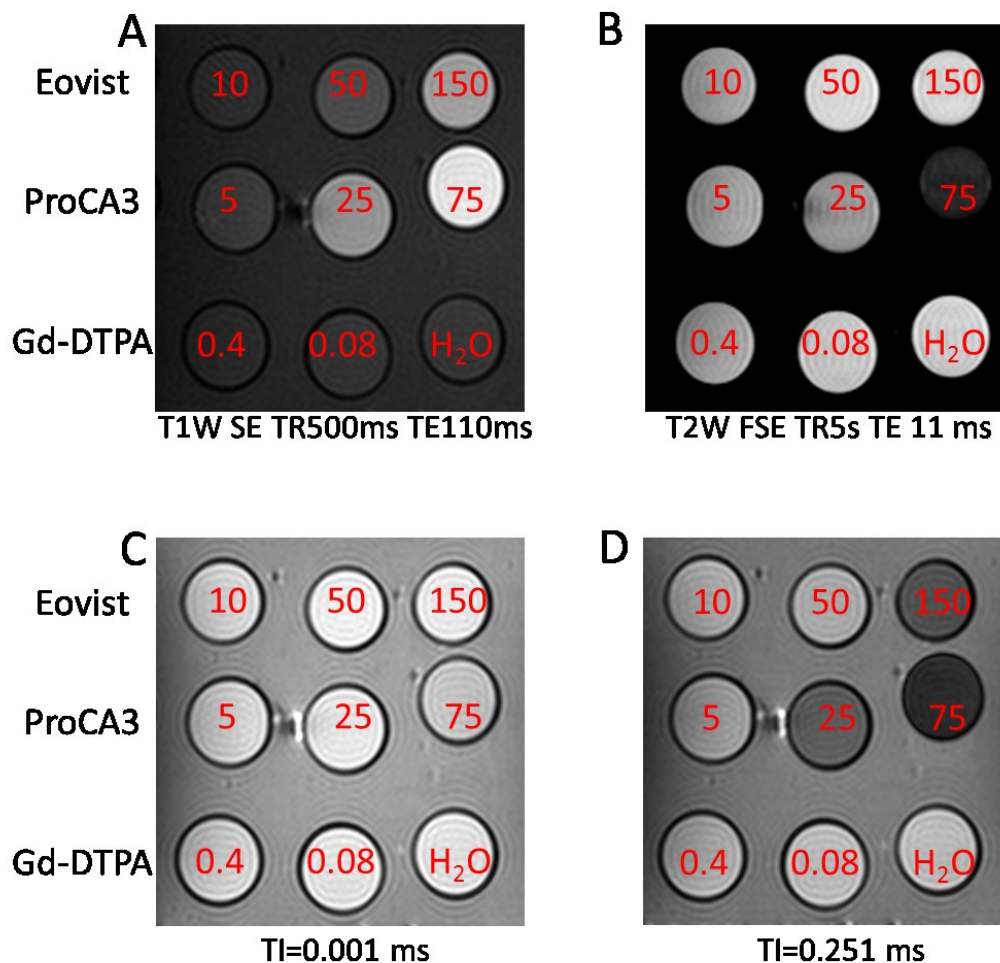 A
B
Eovist 10 50 150 10 50 150
ProCA3 5 25 75 5 25 75
Gd-DTPA 0.4 0.08 H₂O 0.4 0.08 H₂O
T1W SE TR500ms TE110ms
T2W FSE TR5s TE 11 ms
C
D
Eovist 10 50 150 10 50 150
ProCA3 5 25 75 5 25 75
Gd-DTPA 0.4 0.08 H₂O 0.4 0.08 H₂O
TI=0.001 ms
TI=0.251 ms